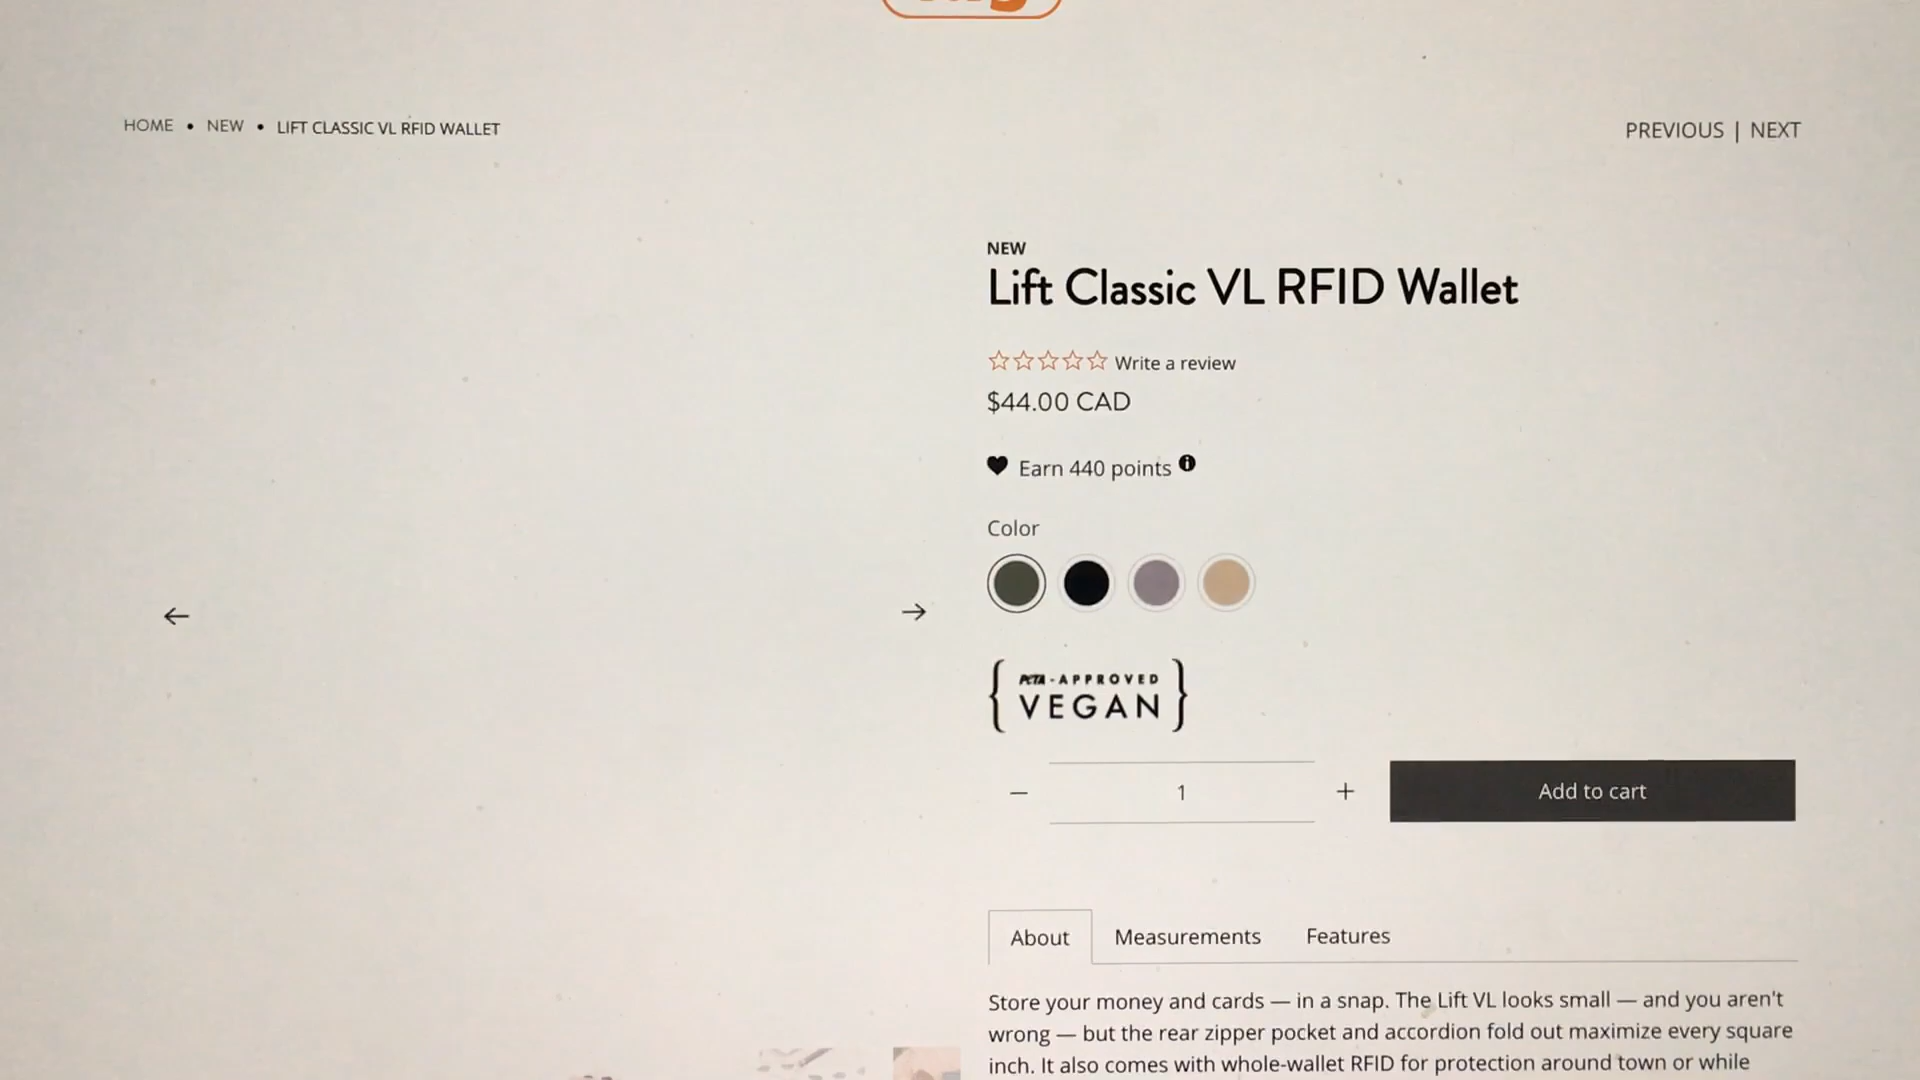 HOME • NEW • LIFT CLASSIC VL RFID WALLET
PREVIOUS | NEXT
NEW
Lift Classic VL RFID Wallet
Write a review
$44.00 CAD
Earn 440 points
Color
PETA-APPROVED
VEGAN
1
Add to cart
About
Measurements
Features
Store your money and cards — in a snap. The Lift VL looks small — and you aren't
wrong — but the rear zipper pocket and accordion fold out maximize every square
inch. It also comes with whole-wallet RFID for protection around town or while